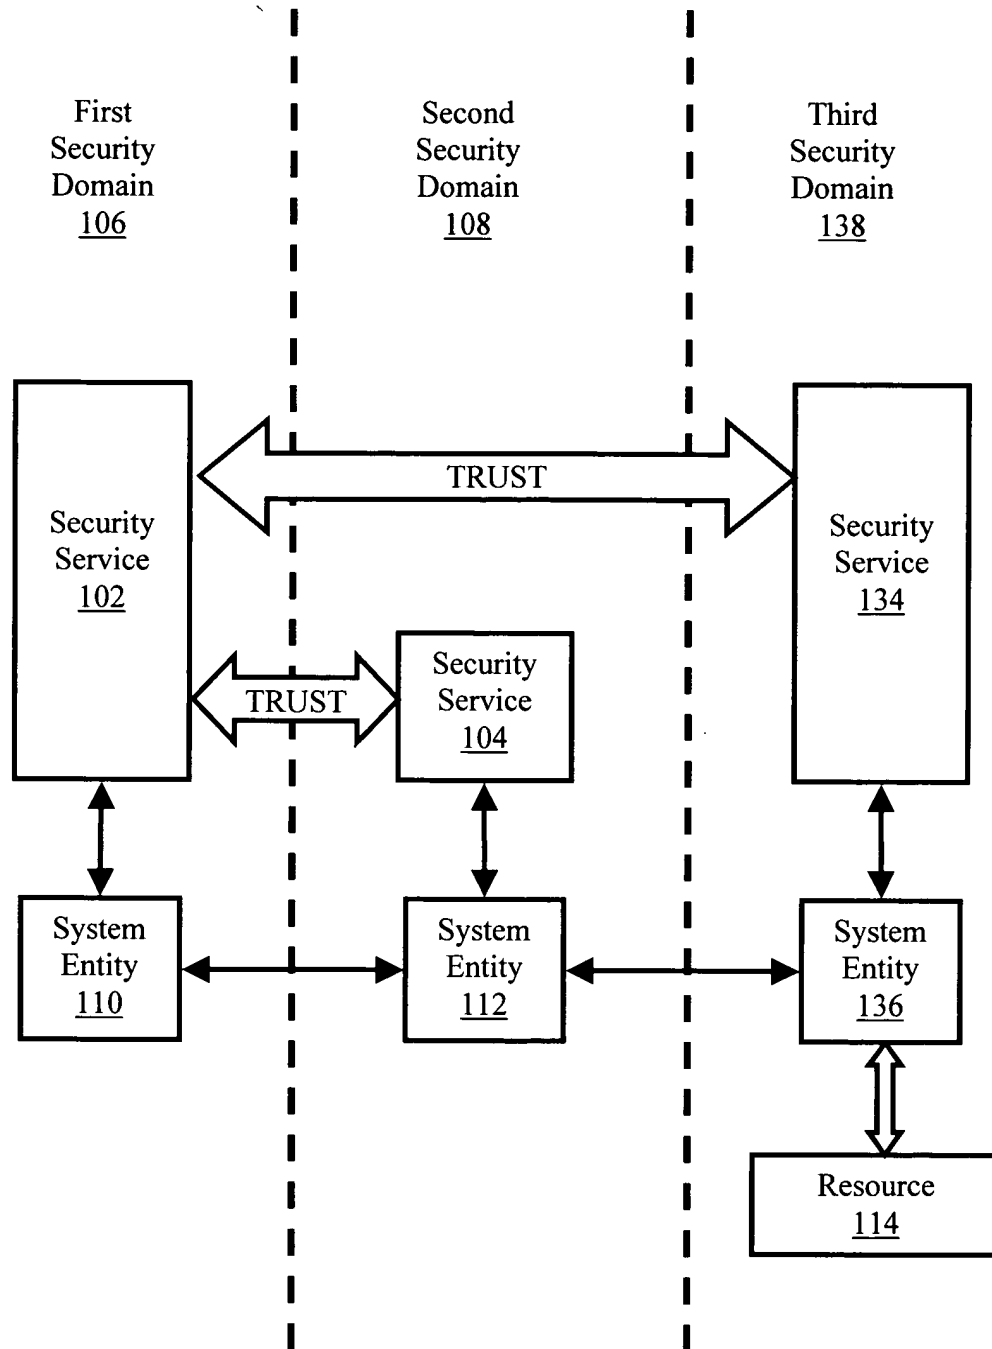 First
Security
Domain
106
Second
Security
Domain
108
Third
Security
Domain
138
TRUST
Security
Service
102
Security
Service
134
Security
Service
104
TRUST
System
Entity
110
System
Entity
112
System
Entity
136
Resource
114